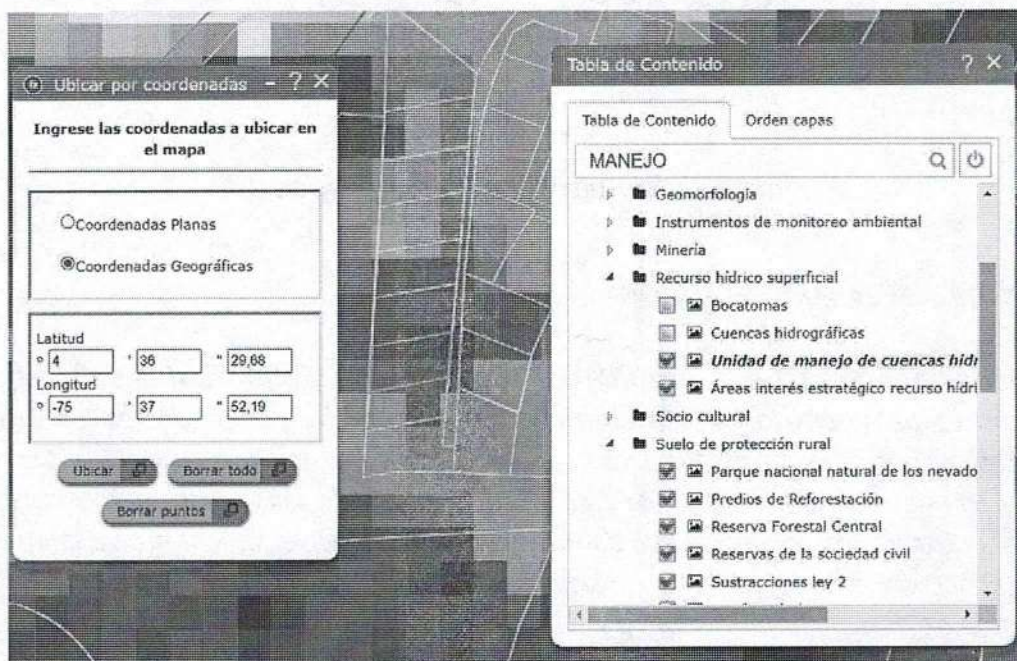 Ubicar por coordenadas - ? ×
Ingrese las coordenadas a ubicar en
el mapa
Coordenadas Planas
Coordenadas Geográficas
Latitud
° 4 ' 36 " 29,68
Longitud
° -75 ' 37 " 52,19
Ubicar
Borrar todo
Borrar puntos
Tabla de Contenido ? ×
Tabla de Contenido
Orden capas
MANEJO
Geomorfología
Instrumentos de monitoreo ambiental
Minería
Recurso hídrico superficial
Bocatomas
Cuencas hidrográficas
Unidad de manejo de cuencas hidr
Áreas interés estratégico recurso hídri
Socio cultural
Suelo de protección rural
Parque nacional natural de los nevado
Predios de Reforestación
Reserva Forestal Central
Reservas de la sociedad civil
Sustracciones ley 2